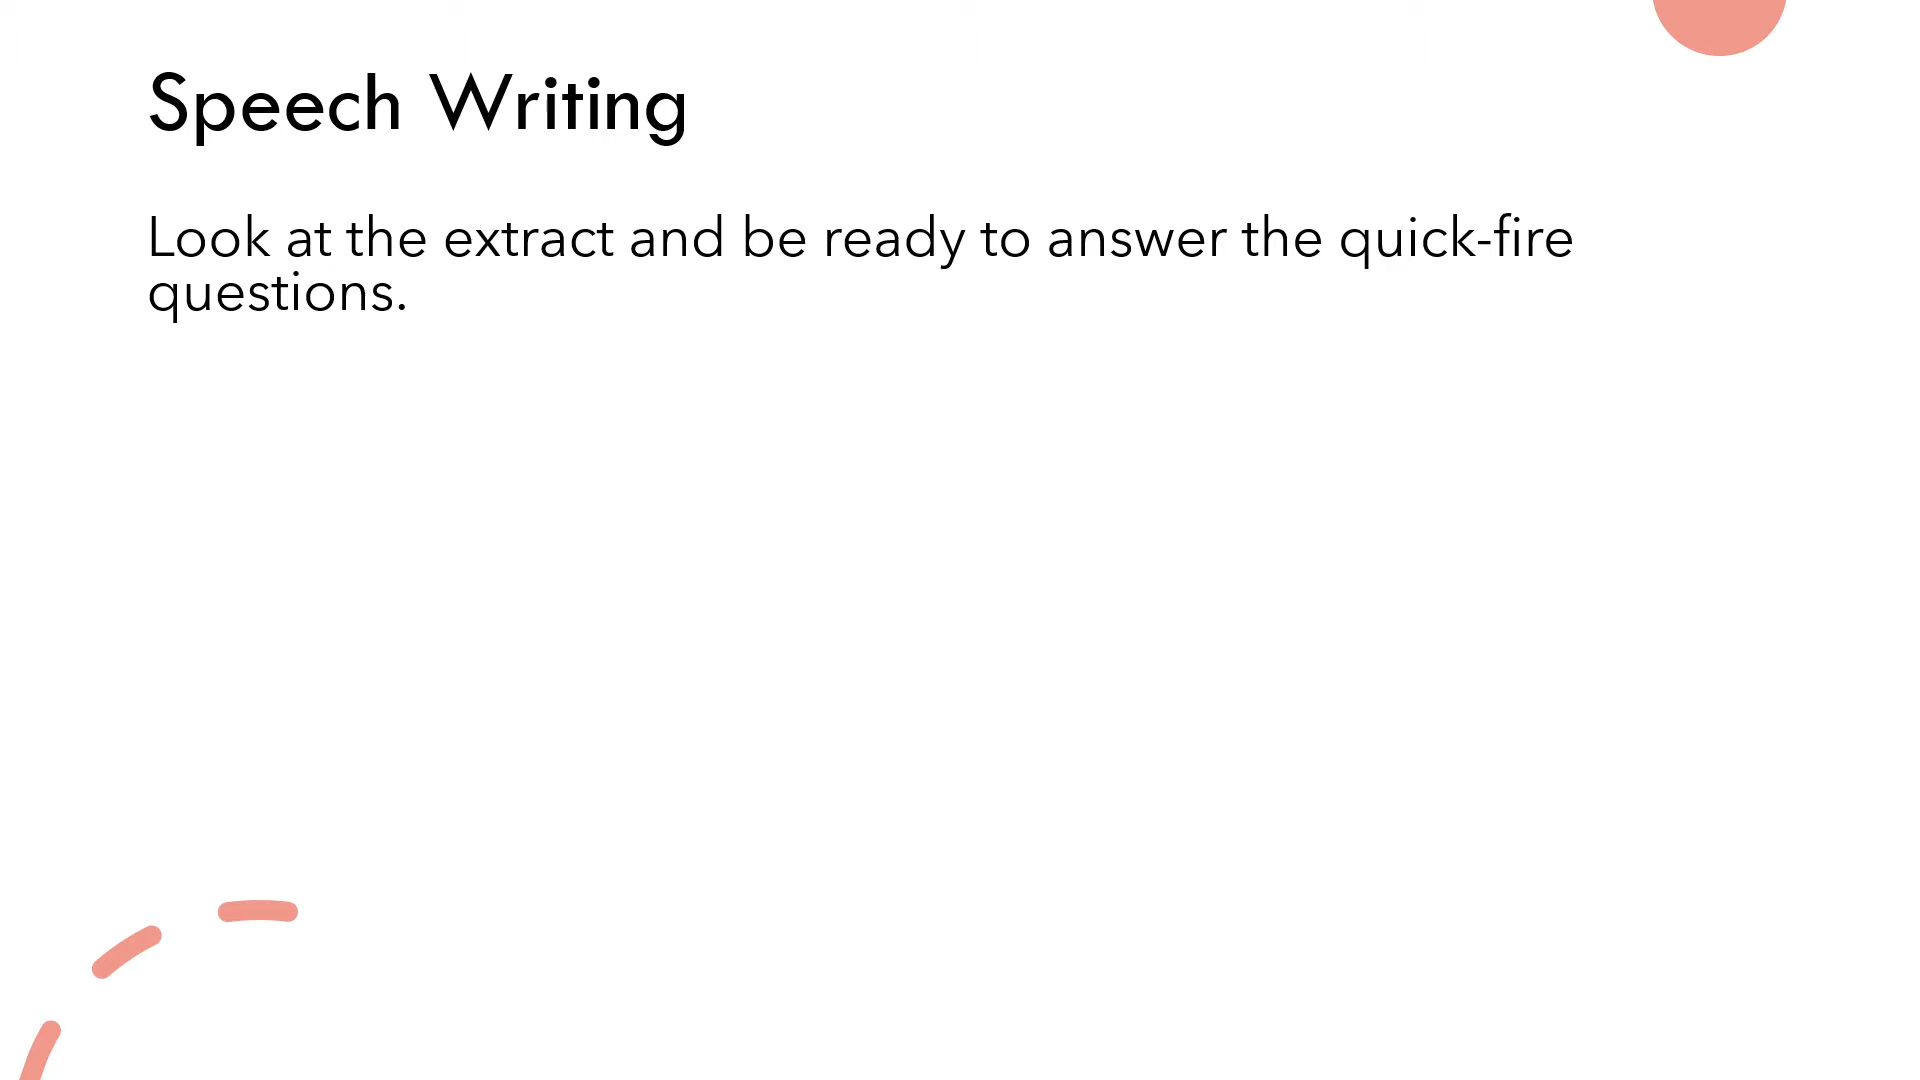 Speech Writing
Look at the extract and be ready to answer the quick-fire
questions.